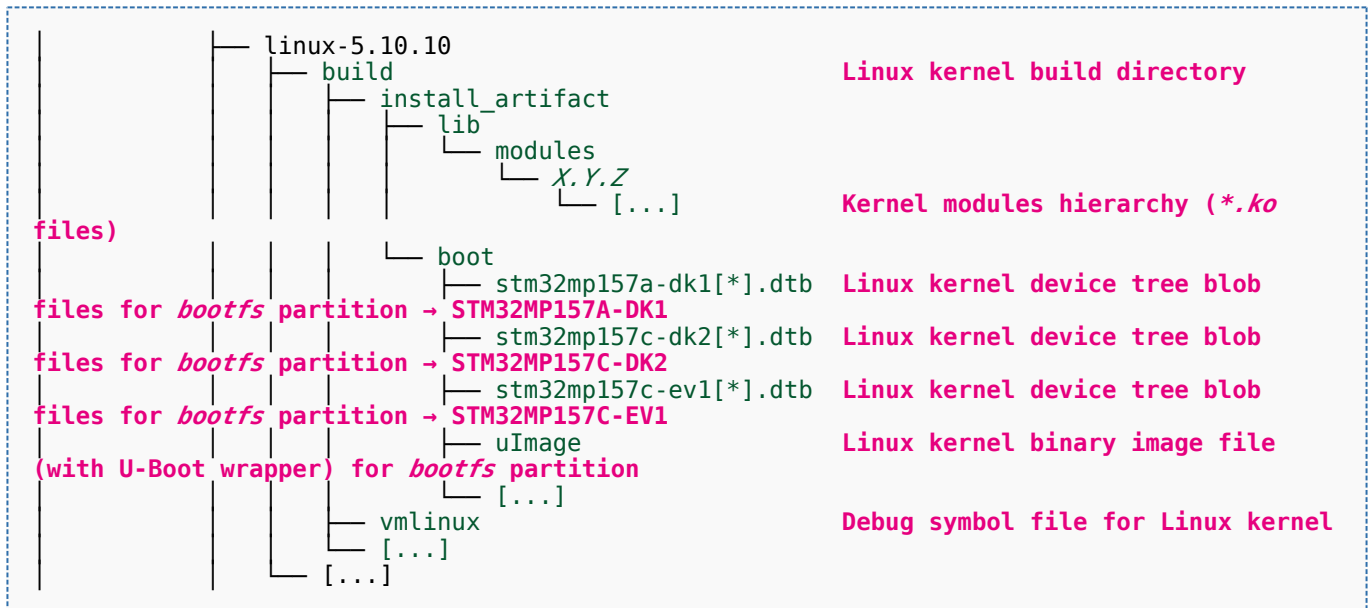 │           ├── linux-5.10.10
│           │   ├── build                                Linux kernel build directory
│           │   │   ├── install_artifact
│           │   │   │   ├── lib
│           │   │   │   │   └── modules
│           │   │   │   │       └── X.Y.Z
│           │   │   │   │           └── [...]            Kernel modules hierarchy (*.ko
files)
│           │   │   │   └── boot
│           │   │   │       ├── stm32mp157a-dk1[*].dtb   Linux kernel device tree blob
files for bootfs partition → STM32MP157A-DK1
│           │   │   │       ├── stm32mp157c-dk2[*].dtb   Linux kernel device tree blob
files for bootfs partition → STM32MP157C-DK2
│           │   │   │       ├── stm32mp157c-ev1[*].dtb   Linux kernel device tree blob
files for bootfs partition → STM32MP157C-EV1
│           │   │   │       ├── uImage                   Linux kernel binary image file
(with U-Boot wrapper) for bootfs partition
│           │   │   │       └── [...]
│           │   │   ├── vmlinux                          Debug symbol file for Linux kernel
│           │   │   └── [...]
│           │   └── [...]